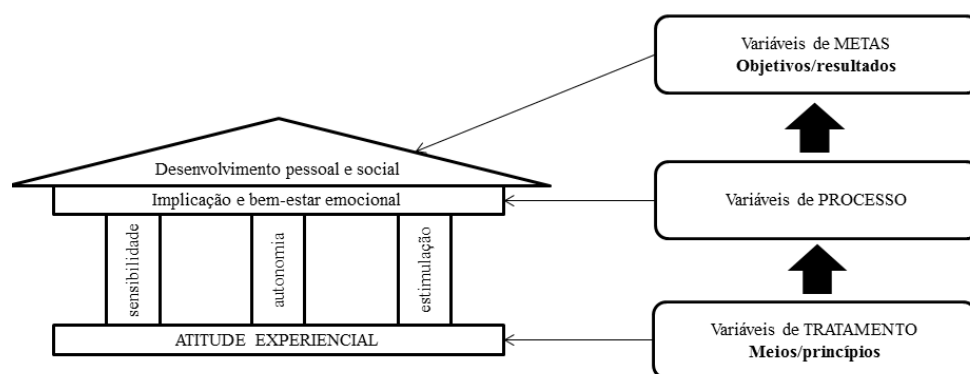 Variáveis de METAS
Objetivos/resultados
Desenvolvimento pessoal e social
Implicação e bem-estar emocional
Variáveis de PROCESSO
sensibilidade
autonomia
estimulação
ATITUDE EXPERIENCIAL
Variáveis de TRATAMENTO
Meios/princípios